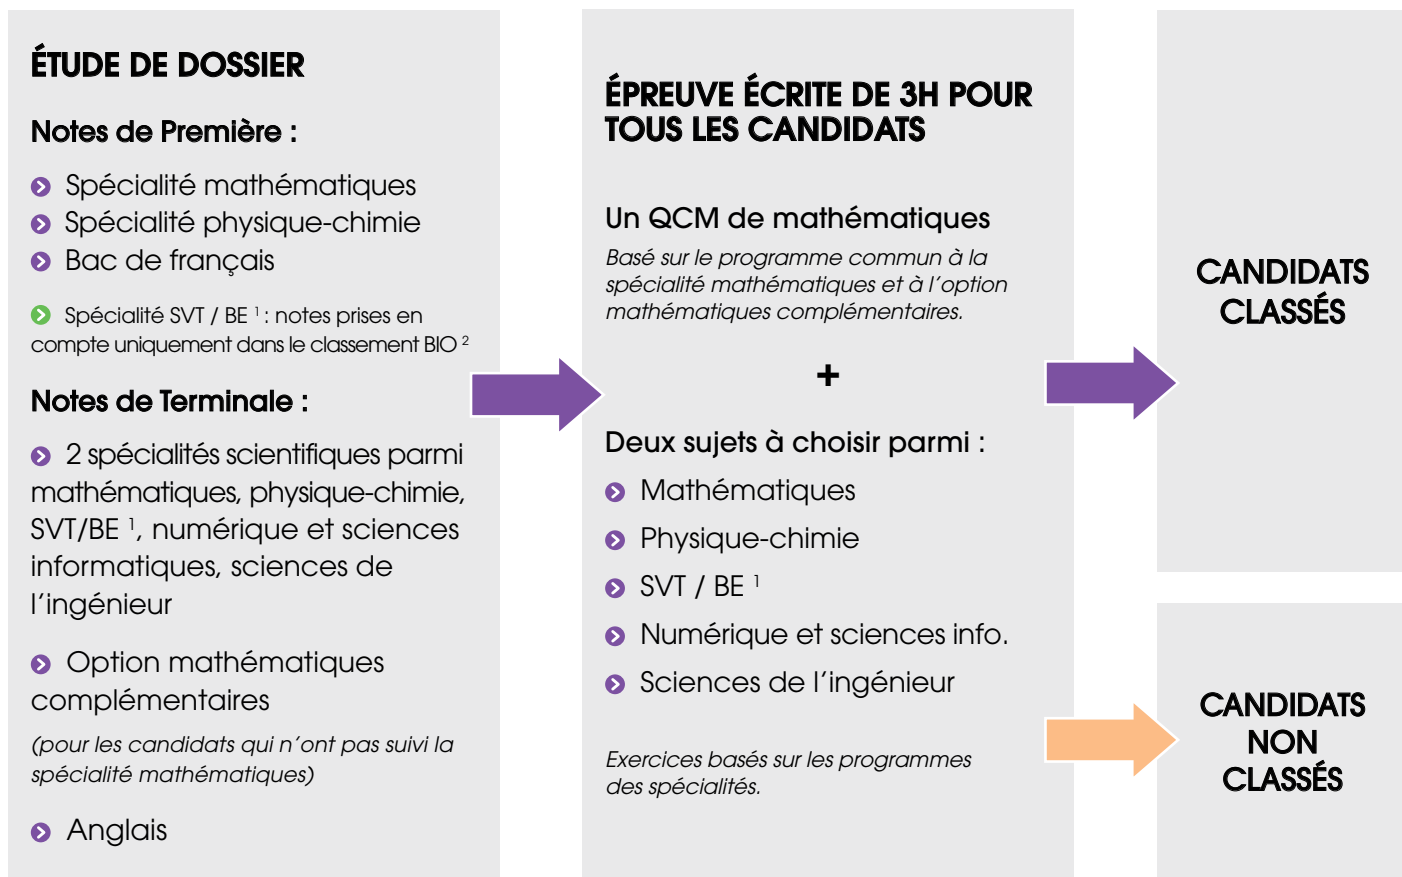 ÉTUDE DE DOSSIER
Notes de Première :
Spécialité mathématiques
Spécialité physique-chimie
Bac de français
Spécialité SVT / BE ¹ : notes prises en
compte uniquement dans le classement BIO ²
Notes de Terminale :
2 spécialités scientifiques parmi
mathématiques, physique-chimie,
SVT/BE ¹, numérique et sciences
informatiques, sciences de
l'ingénieur
Option mathématiques
complémentaires
(pour les candidats qui n'ont pas suivi la
spécialité mathématiques)
Anglais
ÉPREUVE ÉCRITE DE 3H POUR
TOUS LES CANDIDATS
Un QCM de mathématiques
Basé sur le programme commun à la
spécialité mathématiques et à l'option
mathématiques complémentaires.
+
Deux sujets à choisir parmi :
Mathématiques
Physique-chimie
SVT / BE ¹
Numérique et sciences info.
Sciences de l'ingénieur
Exercices basés sur les programmes
des spécialités.
CANDIDATS
CLASSÉS
CANDIDATS
NON
CLASSÉS